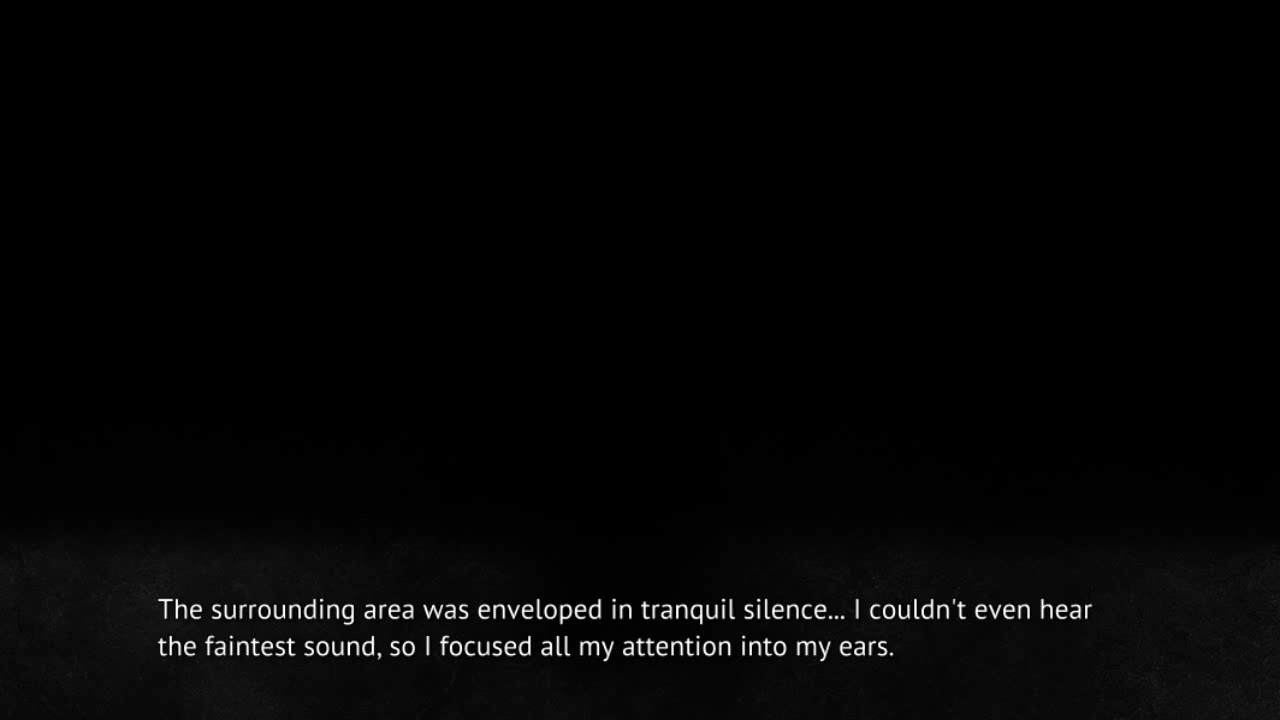 The surrounding area was enveloped in tranquil silence... I couldn't even hear
the faintest sound, so I focused all my attention into my ears.